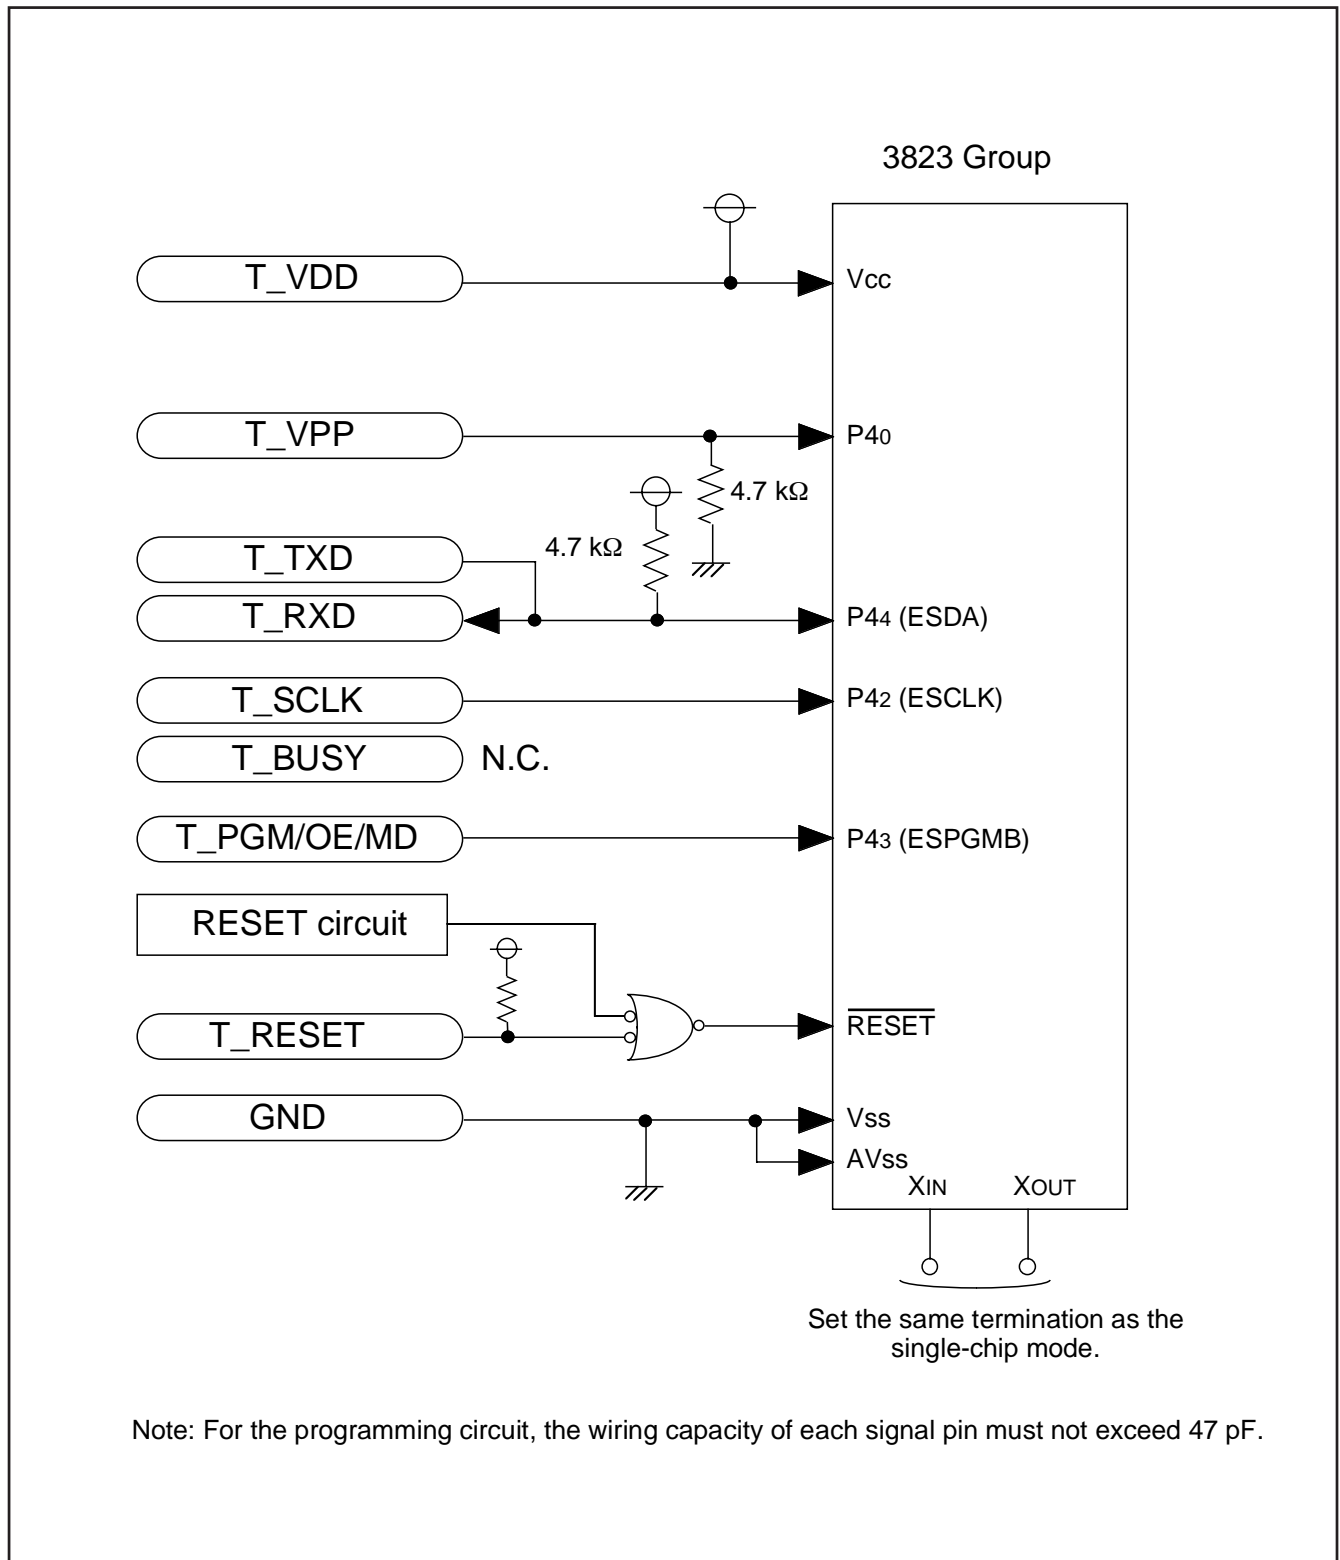 3823 Group
T_VDD
Vcc
T_VPP
P40
4.7 kΩ
4.7 kΩ
T_TXD
T_RXD
P44 (ESDA)
T_SCLK
P42 (ESCLK)
T_BUSY
N.C.
T_PGM/OE/MD
P43 (ESPGMB)
RESET circuit
T_RESET
RESET
GND
Vss
AVss
XIN
XOUT
Set the same termination as the
single-chip mode.
Note: For the programming circuit, the wiring capacity of each signal pin must not exceed 47 pF.